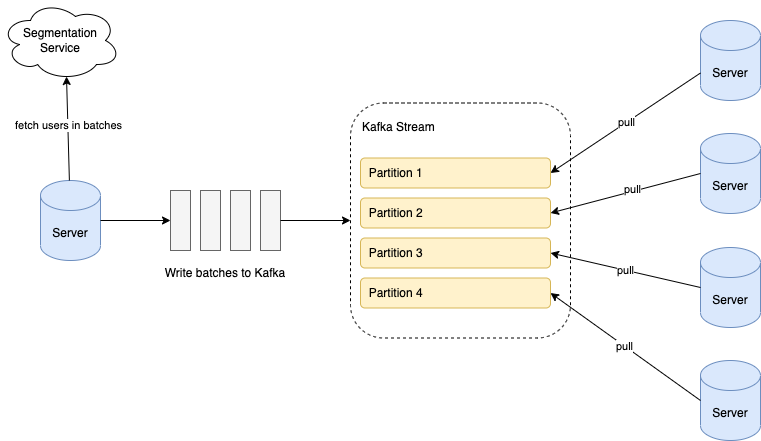 Segmentation
Service
fetch users in batches
Server
Write batches to Kafka
Kafka Stream
Partition 1
Partition 2
Partition 3
Partition 4
pull
pull
pull
pull
Server
Server
Server
Server